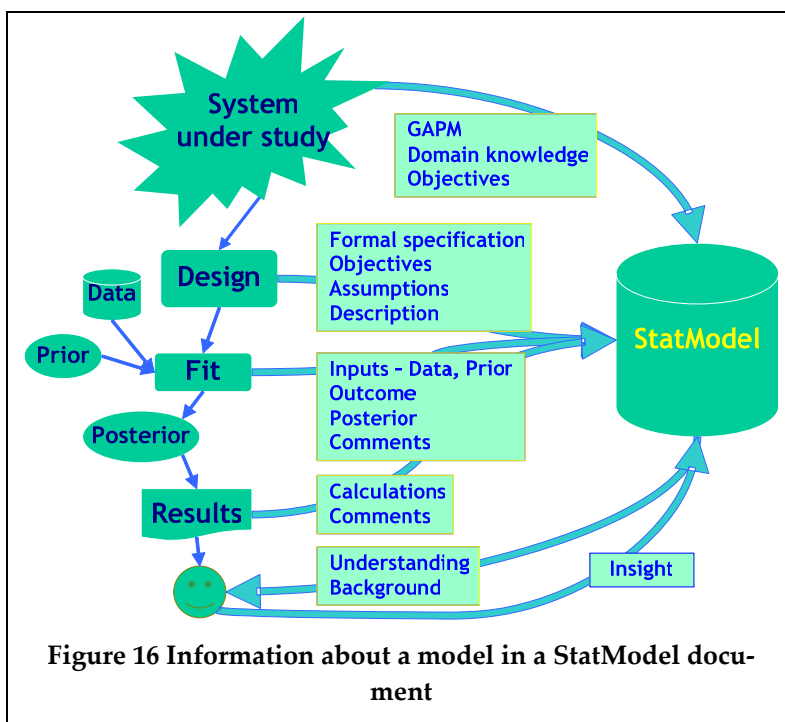 System
under study
GAPM
Domain knowledge
Objectives
Formal specification
Objectives
Assumptions
Description
Design
Data
StatModel
Prior
Fit
Inputs – Data, Prior
Outcome
Posterior
Comments
Posterior
Calculations
Comments
Results
Understanding
Background
Insight
Figure 16 Information about a model in a StatModel docu-
ment